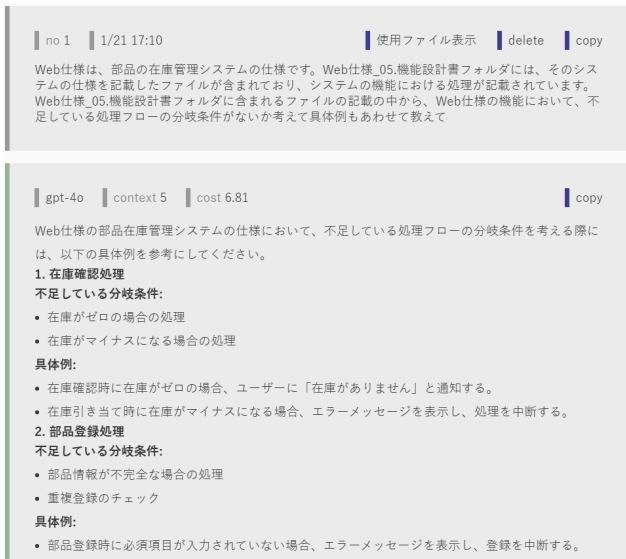 no 1 1/21 17:10 使用ファイル表示 delete copy
Web仕様は、部品の在庫管理システムの仕様です。Web仕様_05.機能設計書フォルダには、そのシス
テムの仕様を記載したファイルが含まれており、システムの機能における処理が記載されています。
Web仕様_05.機能設計書フォルダに含まれるファイルの記載の中から、Web仕様の機能において、不
足している処理フローの分岐条件がないか考えて具体例もあわせて教えて
gpt-4o context 5 cost 6.81 copy
Web仕様の部品在庫管理システムの仕様において、不足している処理フローの分岐条件を考える際に
は、以下の具体例を参考にしてください。
1. 在庫確認処理
不足している分岐条件:
• 在庫がゼロの場合の処理
• 在庫がマイナスになる場合の処理
具体例:
• 在庫確認時に在庫がゼロの場合、ユーザーに「在庫がありません」と通知する。
• 在庫引き当て時に在庫がマイナスになる場合、エラーメッセージを表示し、処理を中断する。
2. 部品登録処理
不足している分岐条件:
• 部品情報が不完全な場合の処理
• 重複登録のチェック
具体例:
• 部品登録時に必須項目が入力されていない場合、エラーメッセージを表示し、登録を中断する。